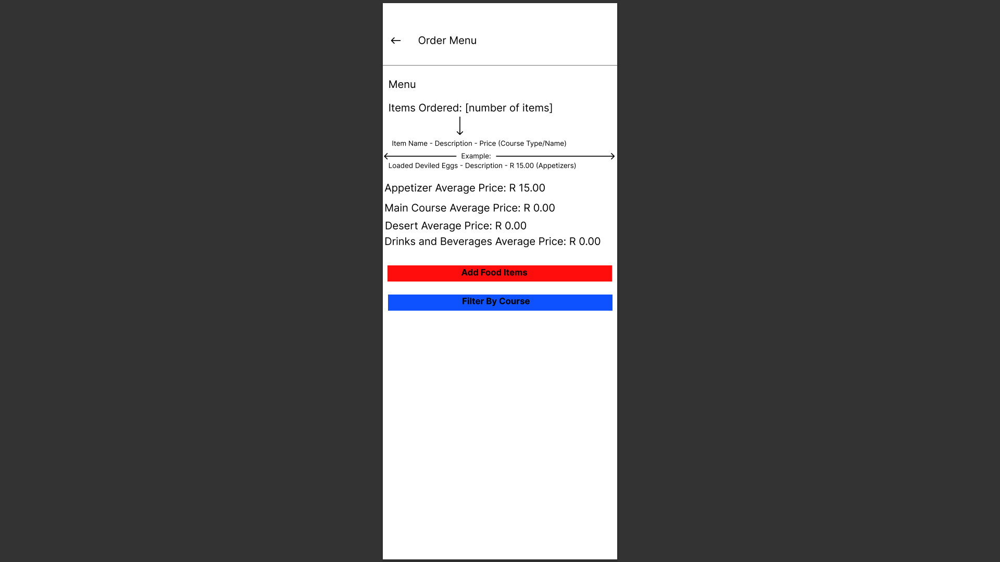 Order Menu
Menu
Items Ordered: [number of items]
Item Name - Description - Price (Course Type/Name)
Example:
Loaded Deviled Eggs - Description - R 15.00 (Appetizers)
Appetizer Average Price: R 15.00
Main Course Average Price: R 0.00
Desert Average Price: R 0.00
Drinks and Beverages Average Price: R 0.00
Add Food Items
Filter By Course